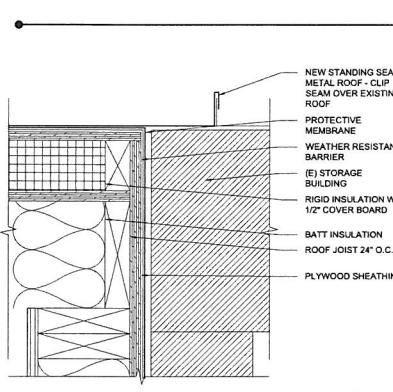 NEW STANDING SEA
METAL ROOF - CLIP
SEAM OVER EXISTIN
ROOF
PROTECTIVE
MEMBRANE
WEATHER RESISTAN
BARRIER
(E) STORAGE
BUILDING
RIGID INSULATION W
1/2" COVER BOARD
BATT INSULATION
ROOF JOIST 24" O.C.
PLYWOOD SHEATHIN